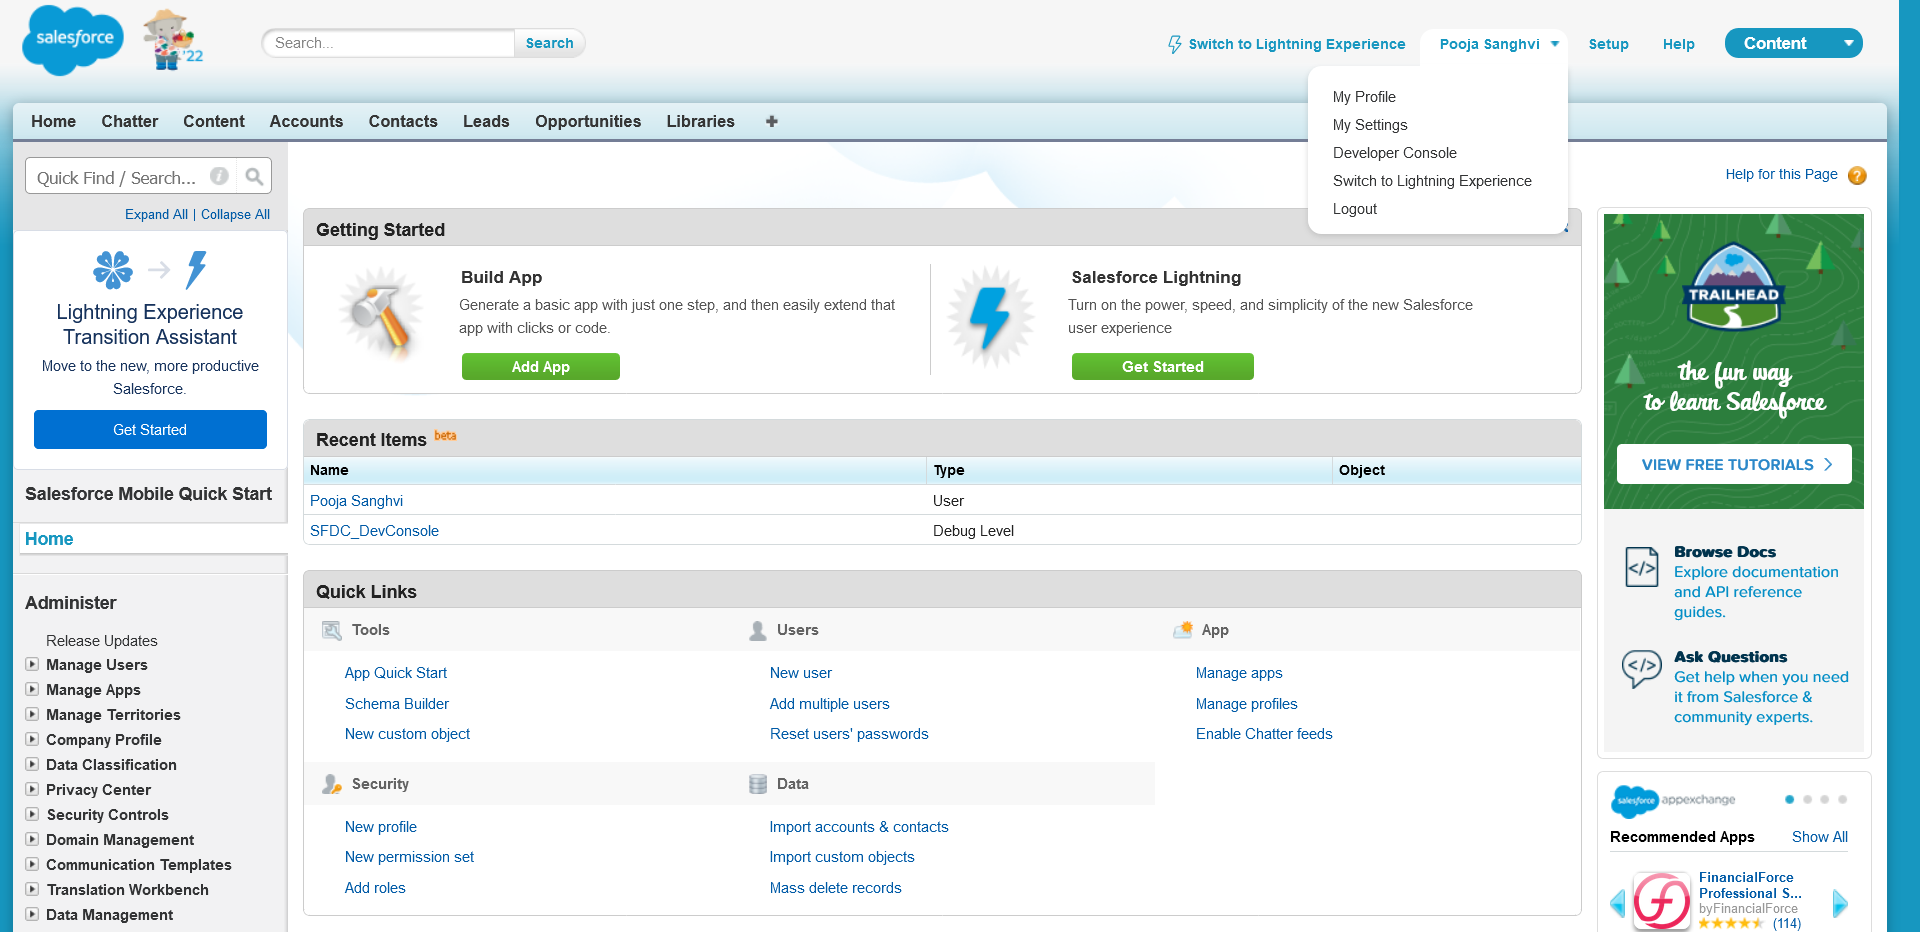 salesforce
'22
Search...
Search
Switch to Lightning Experience
Pooja Sanghvi
Setup
Help
Content
My Profile
My Settings
Developer Console
Switch to Lightning Experience
Logout
Home
Chatter
Content
Accounts
Contacts
Leads
Opportunities
Libraries
+
Quick Find / Search...
Expand All | Collapse All
Lightning Experience
Transition Assistant
Move to the new, more productive
Salesforce.
Get Started
Salesforce Mobile Quick Start
Home
Administer
Release Updates
Manage Users
Manage Apps
Manage Territories
Company Profile
Data Classification
Privacy Center
Security Controls
Domain Management
Communication Templates
Translation Workbench
Data Management
Help for this Page
Getting Started
Build App
Generate a basic app with just one step, and then easily extend that
app with clicks or code.
Add App
Salesforce Lightning
Turn on the power, speed, and simplicity of the new Salesforce
user experience
Get Started
Recent Items beta
Name
Type
Object
Pooja Sanghvi
User
SFDC_DevConsole
Debug Level
Quick Links
Tools
App Quick Start
Schema Builder
New custom object
Users
New user
Add multiple users
Reset users' passwords
App
Manage apps
Manage profiles
Enable Chatter feeds
Security
New profile
New permission set
Add roles
Data
Import accounts & contacts
Import custom objects
Mass delete records
TRAILHEAD
the fun way
to learn Salesforce
VIEW FREE TUTORIALS
Browse Docs
Explore documentation
and API reference
guides.
Ask Questions
Get help when you need
it from Salesforce &
community experts.
salesforce appexchange
Recommended Apps
Show All
FinancialForce
Professional S...
byFinancialForce
(114)